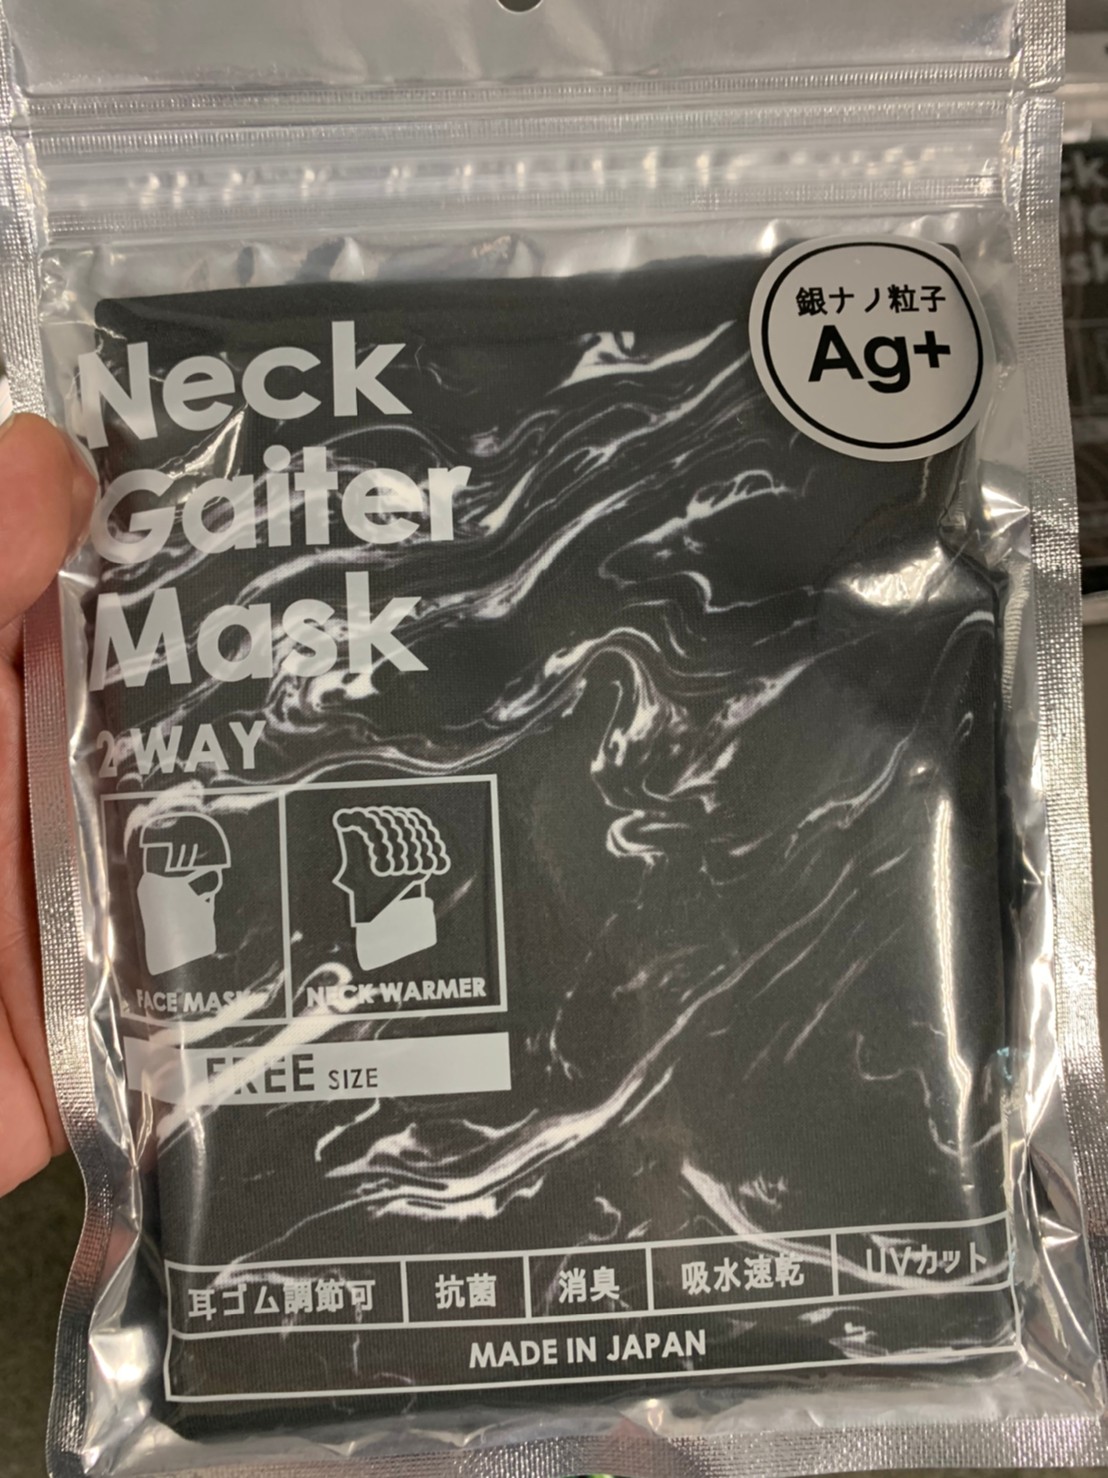 銀ナノ粒子
Ag+
Neck
Gaiter
Mask
2 WAY
FACE MASK
NECK WARMER
FREE SIZE
耳ゴム調節可
抗菌
消臭
吸水速乾
UVカット
MADE IN JAPAN